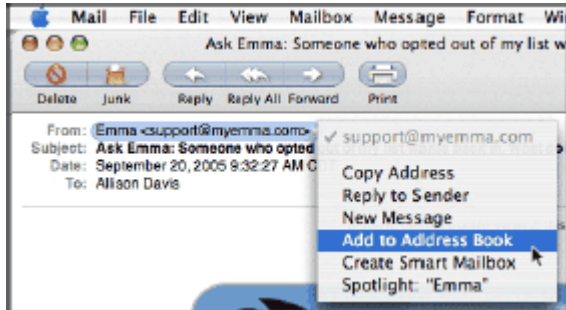 Mail File Edit View Mailbox Message Format
Ask Emma: Someone who opted out of my list
Delete Junk Reply Reply All Forward Print
From: Emma <support@myemma.com>
Subject: Ask Emma: Someone who opted
Date: September 20, 2005 9:32:27 AM
To: Allison Davis
✓ support@myemma.com
Copy Address
Reply to Sender
New Message
Add to Address Book
Create Smart Mailbox
Spotlight: "Emma"